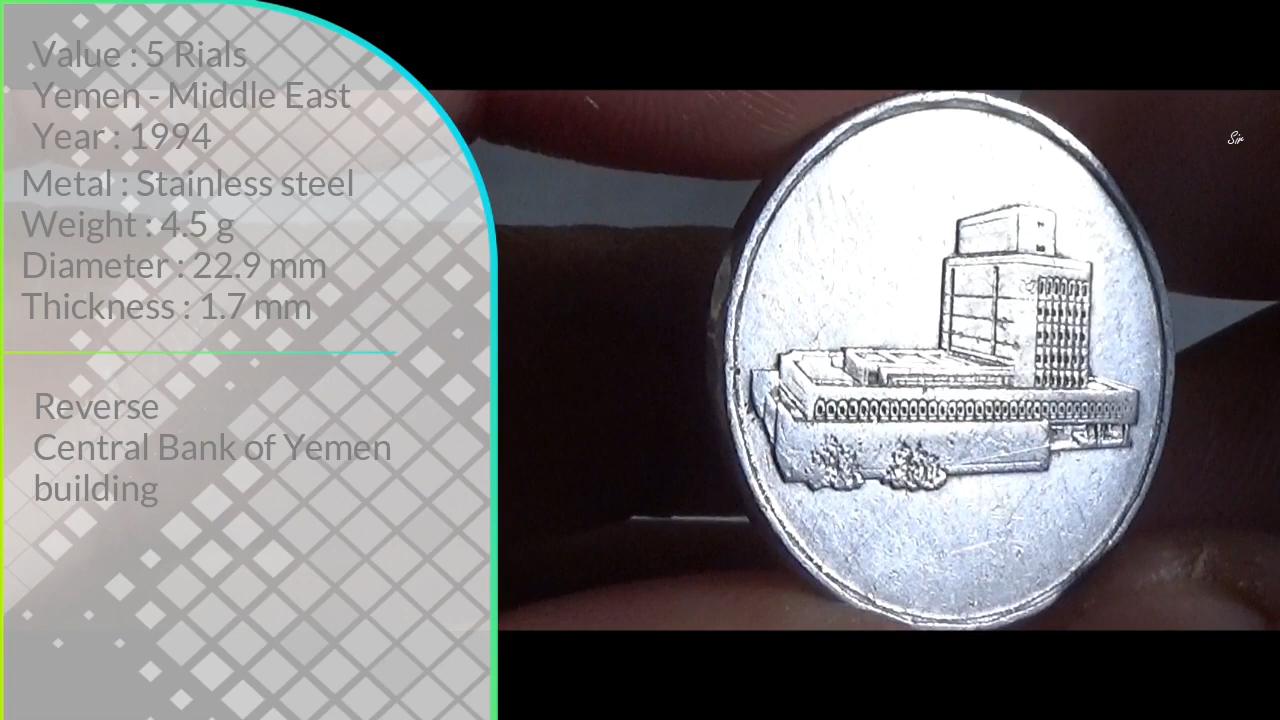 Value : 5 Rials
Yemen - Middle East
Year : 1994
Metal : Stainless steel
Weight : 4.5 g
Diameter : 22.9 mm
Thickness : 1.7 mm
Reverse
Central Bank of Yemen
building
Sir